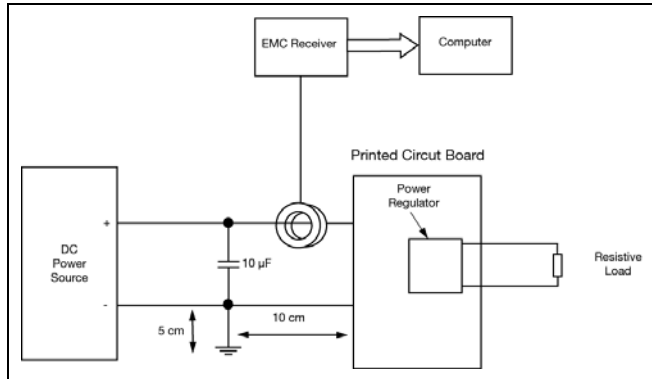 EMC Receiver
Computer
Printed Circut Board
Power
Regulator
+
DC
Power
Source
10 µF
Resistive
Load
-
5 cm
10 cm